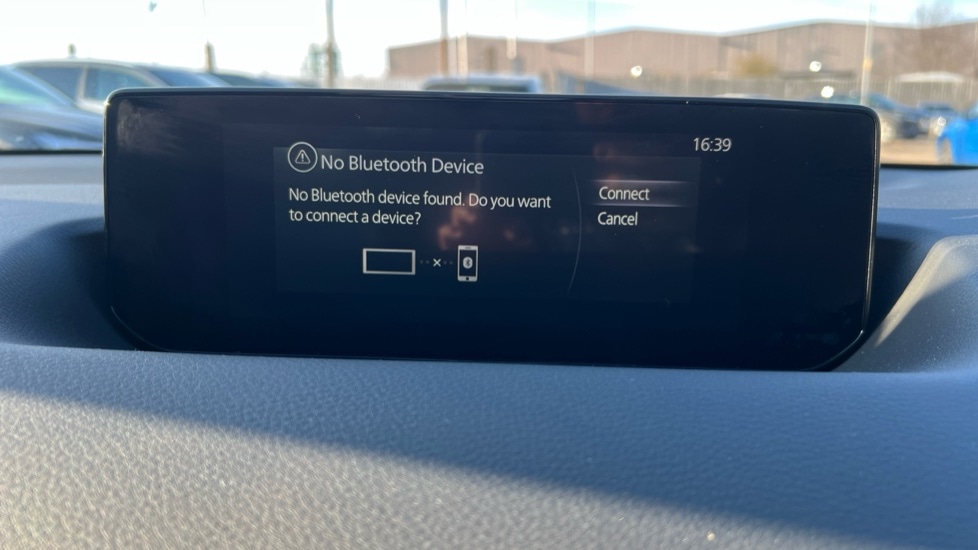 16:39
No Bluetooth Device
No Bluetooth device found. Do you want
to connect a device?
Connect
Cancel